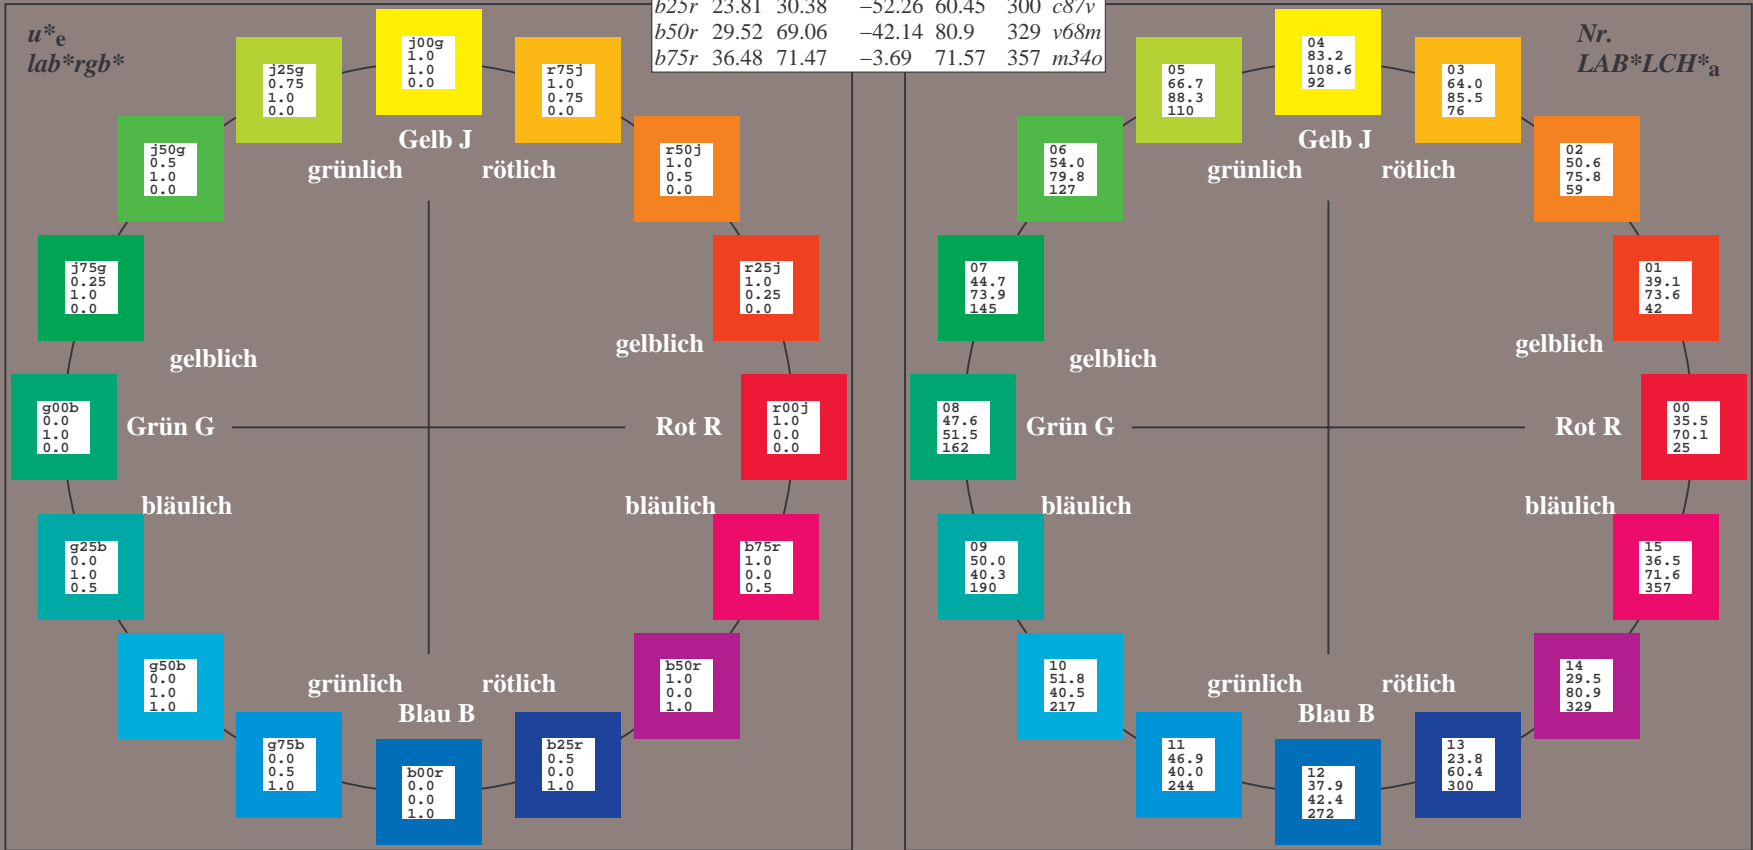 b25r 23.81 30.38 −52.26 60.45 300 c87v
b50r 29.52 69.06 −42.14 80.9 329 v68m
b75r 36.48 71.47 −3.69 71.57 357 m34o
u*e
lab*rgb*
j00g
1.0
1.0
0.0
j25g
0.75
1.0
0.0
r75j
1.0
0.75
0.0
j50g
0.5
1.0
0.0
r50j
1.0
0.5
0.0
Gelb J
grünlich rötlich
j75g
0.25
1.0
0.0
r25j
1.0
0.25
0.0
gelblich
gelblich
g00b
0.0
1.0
0.0
Grün G
Rot R
r00j
1.0
0.0
0.0
bläulich
bläulich
g25b
0.0
1.0
0.5
b75r
1.0
0.0
0.5
g50b
0.0
1.0
1.0
b50r
1.0
0.0
1.0
grünlich rötlich
Blau B
g75b
0.0
0.5
1.0
b00r
0.0
0.0
1.0
b25r
0.5
0.0
1.0
Nr.
LAB*LCH*a
04
83.2
108.6
92
05
66.7
88.3
110
03
64.0
85.5
76
06
54.0
79.8
127
02
50.6
75.8
59
Gelb J
grünlich rötlich
07
44.7
73.9
145
01
39.1
73.6
42
gelblich
gelblich
08
47.6
51.5
162
Grün G
Rot R
00
35.5
70.1
25
bläulich
bläulich
09
50.0
40.3
190
15
36.5
71.6
357
10
51.8
40.5
217
14
29.5
80.9
329
grünlich rötlich
Blau B
11
46.9
40.0
244
12
37.9
42.4
272
13
23.8
60.4
300